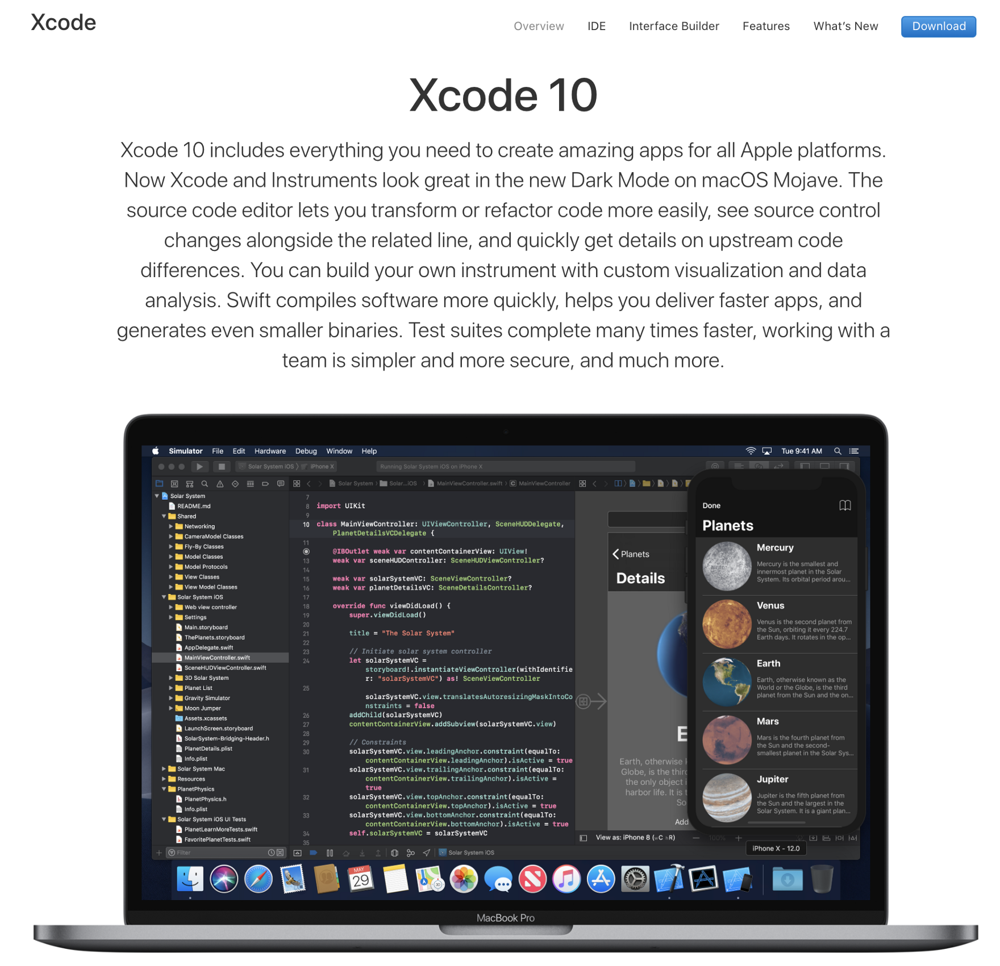 Xcode
Overview IDE Interface Builder Features What's New Download
Xcode 10
Xcode 10 includes everything you need to create amazing apps for all Apple platforms.
Now Xcode and Instruments look great in the new Dark Mode on macOS Mojave. The
source code editor lets you transform or refactor code more easily, see source control
changes alongside the related line, and quickly get details on upstream code
differences. You can build your own instrument with custom visualization and data
analysis. Swift compiles software more quickly, helps you deliver faster apps, and
generates even smaller binaries. Test suites complete many times faster, working with a
team is simpler and more secure, and much more.
Simulator File Edit Hardware Debug Window Help Tue 9:41 AM
Solar System iOS iPhone X Running Solar System iOS on iPhone X
Solar System Solar...iOS MainViewController.swift C MainViewController
Solar System
README.md
Shared
Networking
CameraModel Classes
Fly-By Classes
Model Classes
Model Protocols
View Classes
View Model Classes
Solar System iOS
Web view controller
Settings
Main.storyboard
ThePlanets.storyboard
AppDelegate.swift
MainViewController.swift
SceneHUDViewController.swift
3D Solar System
Planet List
Gravity Simulator
Moon Jumper
Assets.xcassets
LaunchScreen.storyboard
SolarSystem-Bridging-Header.h
PlanetDetails.plist
Info.plist
Solar System Mac
Resources
PlanetPhysics
PlanetPhysics.h
Info.plist
Solar System iOS UI Tests
PlanetLearnMoreTests.swift
FavoritePlanetTests.swift
Filter
7
8 import UIKit
9
10 class MainViewController: UIViewController, SceneHUDDelegate,
PlanetDetailsVCDelegate {
11
@IBOutlet weak var contentContainerView: UIView!
13 weak var sceneHUDController: SceneHUDViewController?
14
15 weak var solarSystemVC: SceneViewController?
16 weak var planetDetailsVC: SceneDetailsController?
17
18 override func viewDidLoad() {
19 super.viewDidLoad()
20
21 title = "The Solar System"
22
23 // Initiate solar system controller
24 let solarSystemVC =
storyboard!.instantiateViewController(withIdentifie
r: "solarSystemVC") as! SceneViewController
25
solarSystemVC.view.translatesAutoresizingMaskIntoCo
nstraints = false
26 addChild(solarSystemVC)
27 contentContainerView.addSubview(solarSystemVC.view)
28
29 // Constraints
30 solarSystemVC.view.leadingAnchor.constraint(equalTo:
contentContainerView.leadingAnchor).isActive = true
31 solarSystemVC.view.trailingAnchor.constraint(equalTo:
contentContainerView.trailingAnchor).isActive =
true
32 solarSystemVC.view.topAnchor.constraint(equalTo:
contentContainerView.topAnchor).isActive = true
33 solarSystemVC.view.bottomAnchor.constraint(equalTo:
contentContainerView.bottomAnchor).isActive = true
34 self.solarSystemVC = solarSystemVC
35
Solar System iOS
Planets
Details
E
Earth, otherwise
Globe, is the
the only object
harbor life. It is
So
Add
View as: iPhone 8 (wC hR) 100%
Done
Planets
Mercury
Mercury is the smallest and
innermost planet in the Solar
System. Its orbital period arou...
Venus
Venus is the second planet from
the Sun, orbiting it every 224.7
Earth days. It rotates in the op...
Earth
Earth, otherwise known as the
World or the Globe, is the third
planet from the Sun and the on...
Mars
Mars is the fourth planet from
the Sun and the second-
smallest planet in the Solar Sys...
Jupiter
Jupiter is the fifth planet from
the Sun and the largest in the
Solar System. It is a giant plan...
iPhone X - 12.0
MAY
29
3D
MacBook Pro